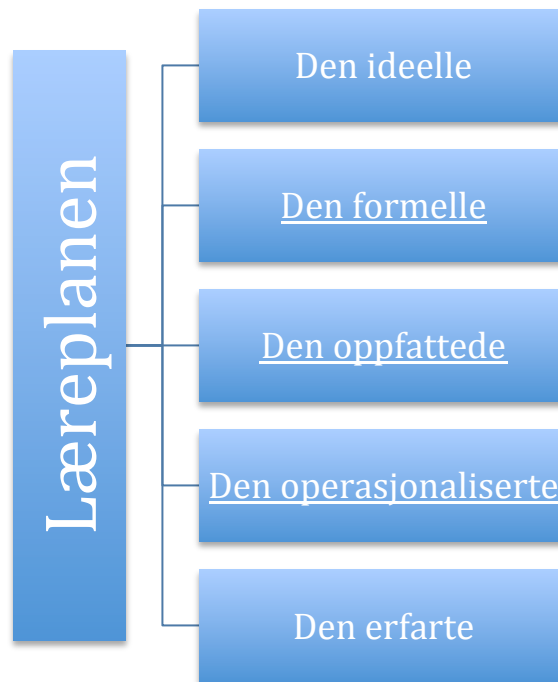 Læreplanen
Den ideelle
Den formelle
Den oppfattede
Den operasjonaliserte
Den erfarte